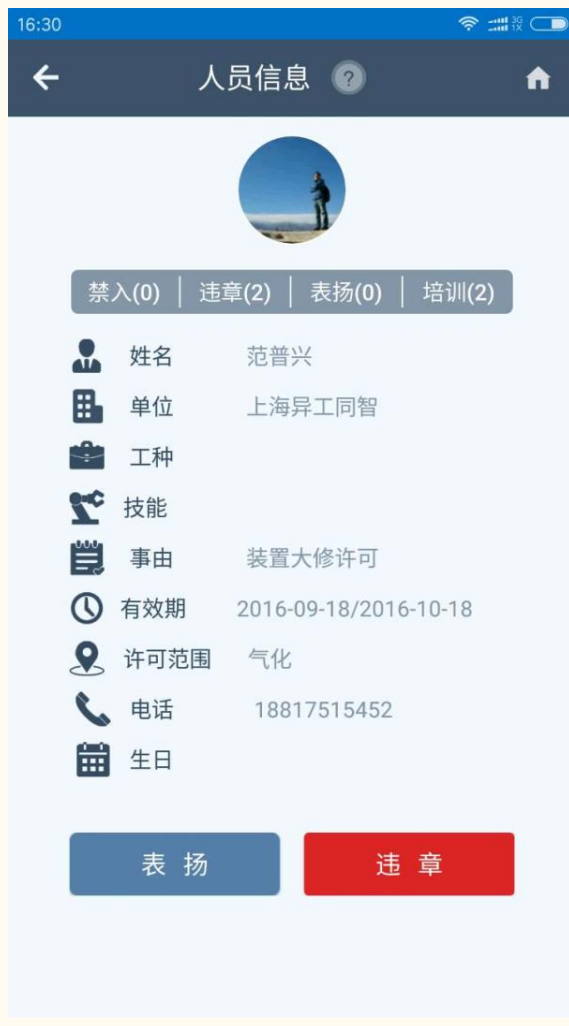 16:30
3G
1X
人员信息 ?
禁入(0) 违章(2) 表扬(0) 培训(2)
姓名 范普兴
单位 上海异工同智
工种
技能
事由 装置大修许可
有效期 2016-09-18/2016-10-18
许可范围 气化
电话 18817515452
生日
表 扬 违 章